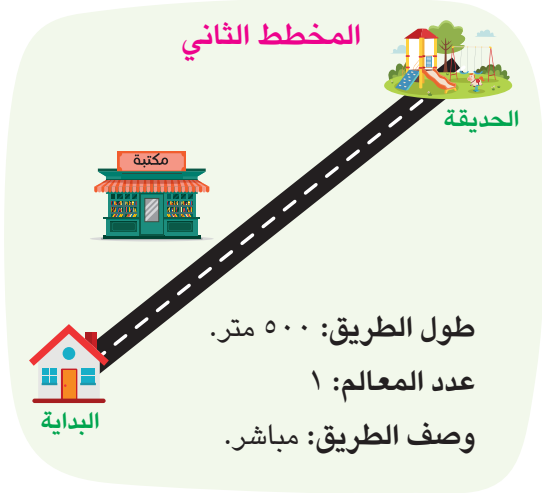 المخطط الثاني
الحديقة
مكتبة
طول الطريق: ٥٠٠ متر.
عدد المعالم: ١
وصف الطريق: مباشر.
البداية